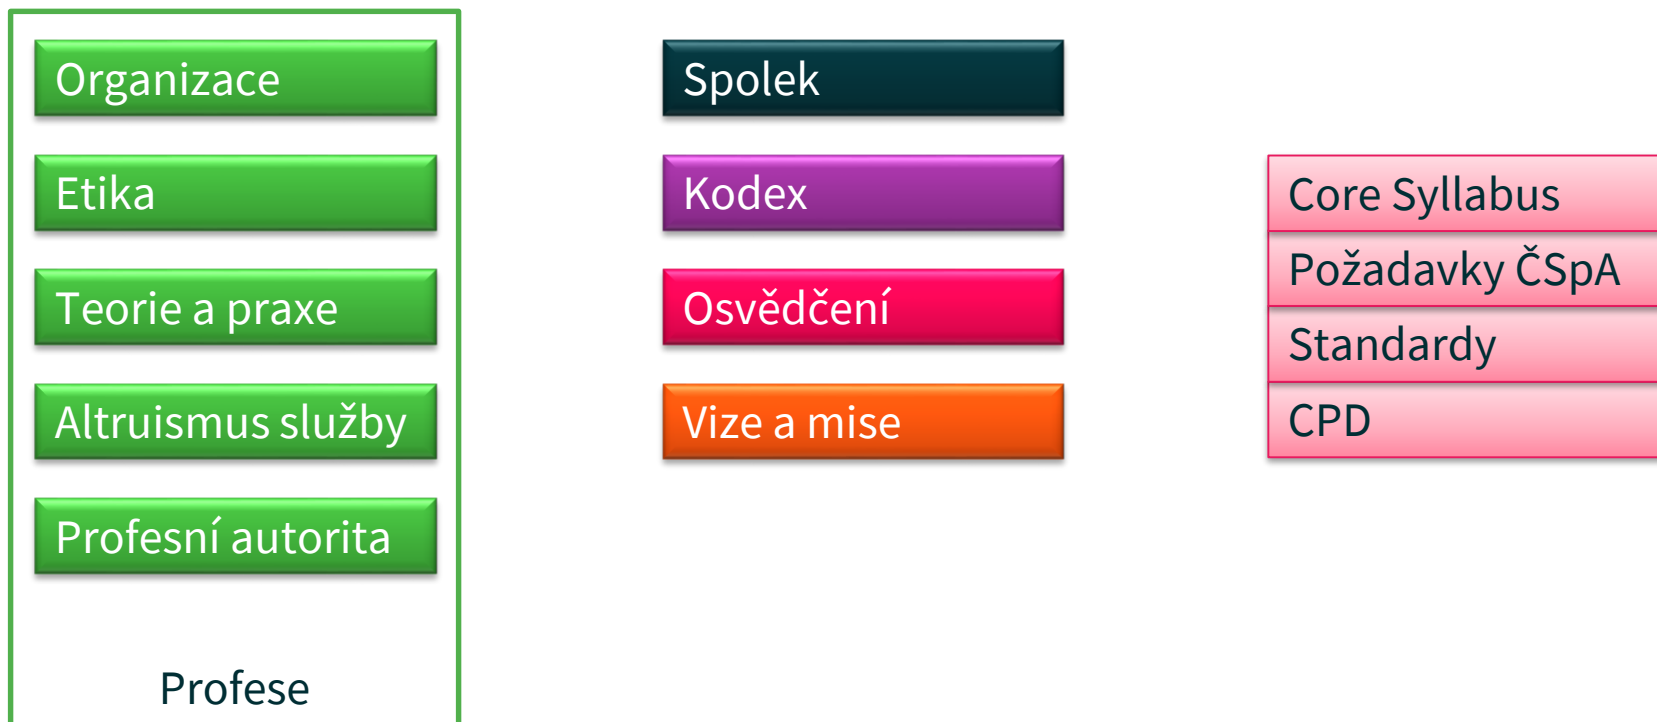 Organizace
Etika
Teorie a praxe
Altruismus služby
Profesní autorita
Profese
Spolek
Kodex
Osvědčení
Vize a mise
Core Syllabus
Požadavky ČSpA
Standardy
CPD